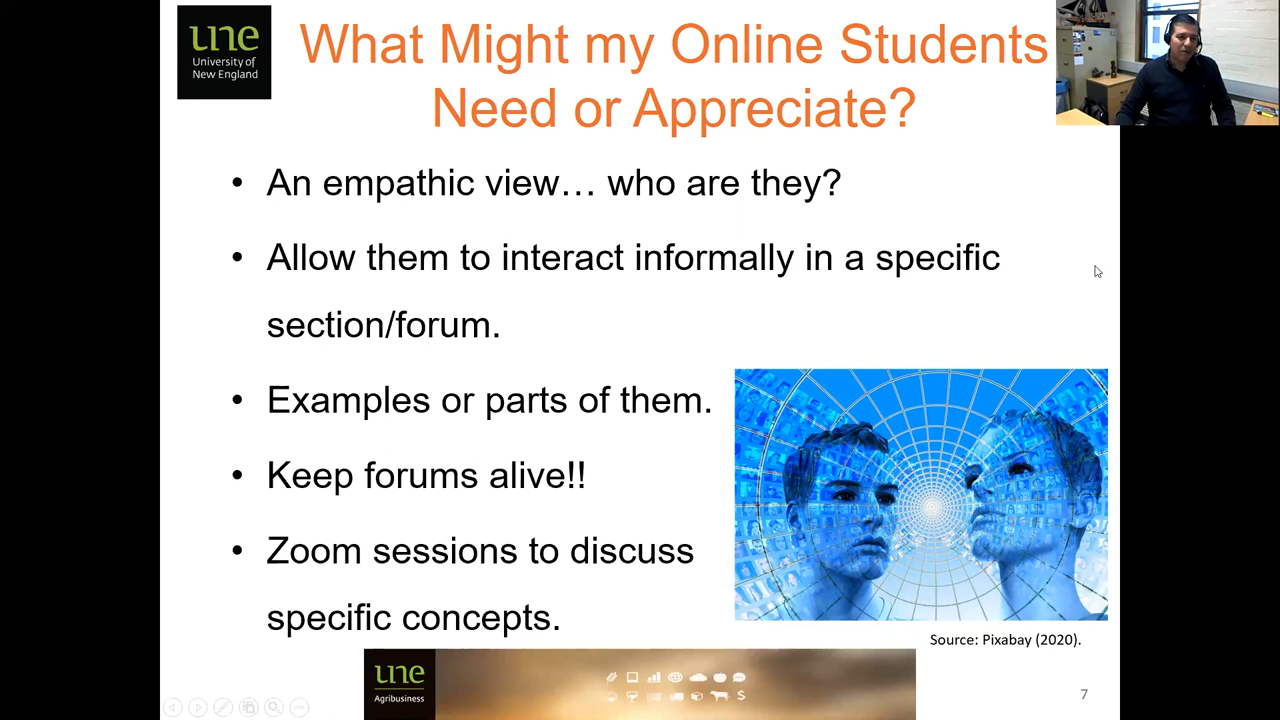 une
University of
New England
What Might my Online Students
Need or Appreciate?
• An empathic view… who are they?
• Allow them to interact informally in a specific
section/forum.
• Examples or parts of them.
• Keep forums alive!!
• Zoom sessions to discuss
specific concepts.
Source: Pixabay (2020).
une
Agribusiness
$
7